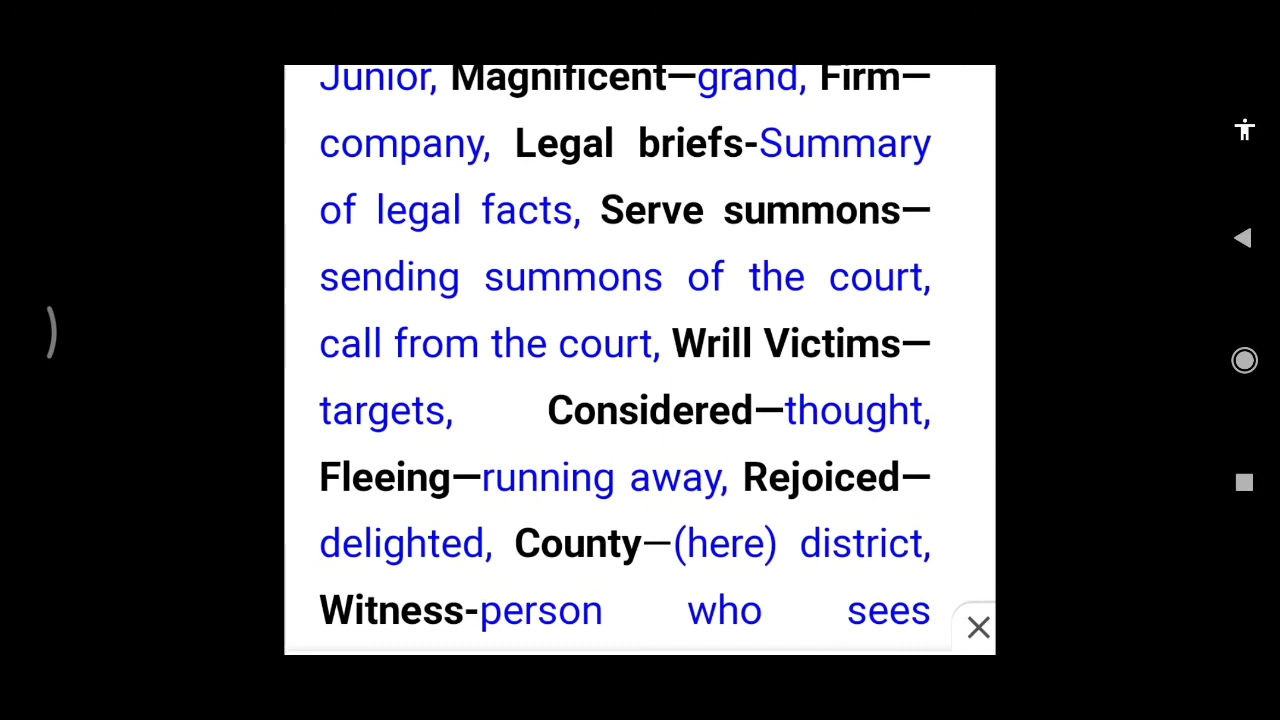 Junior, Magnificent—grand, Firm—
company, Legal briefs-Summary
of legal facts, Serve summons—
sending summons of the court,
call from the court, Wrill Victims—
targets, Considered—thought,
Fleeing—running away, Rejoiced—
delighted, County—(here) district,
Witness-person who sees